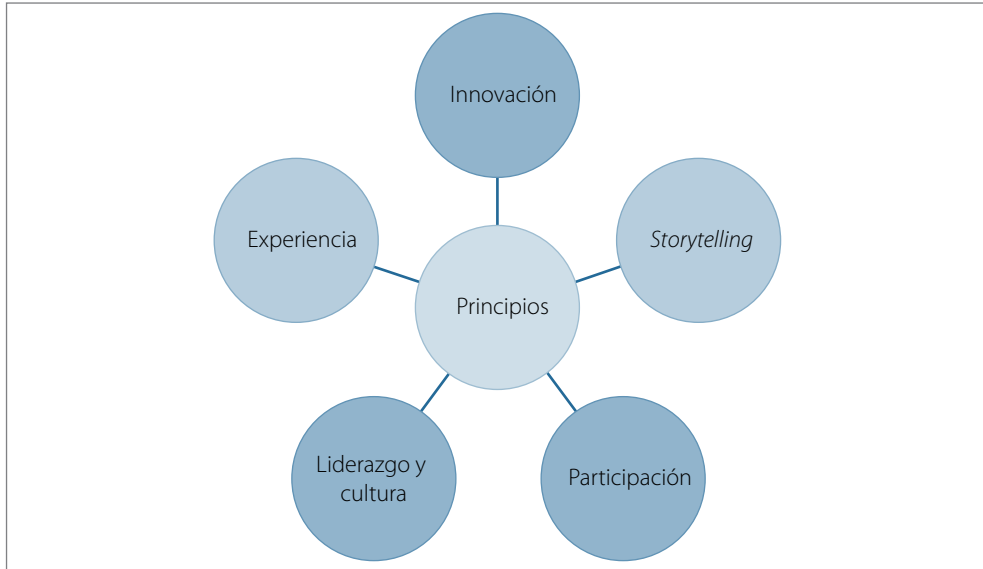 Innovación
Experiencia
Storytelling
Principios
Liderazgo y
cultura
Participación